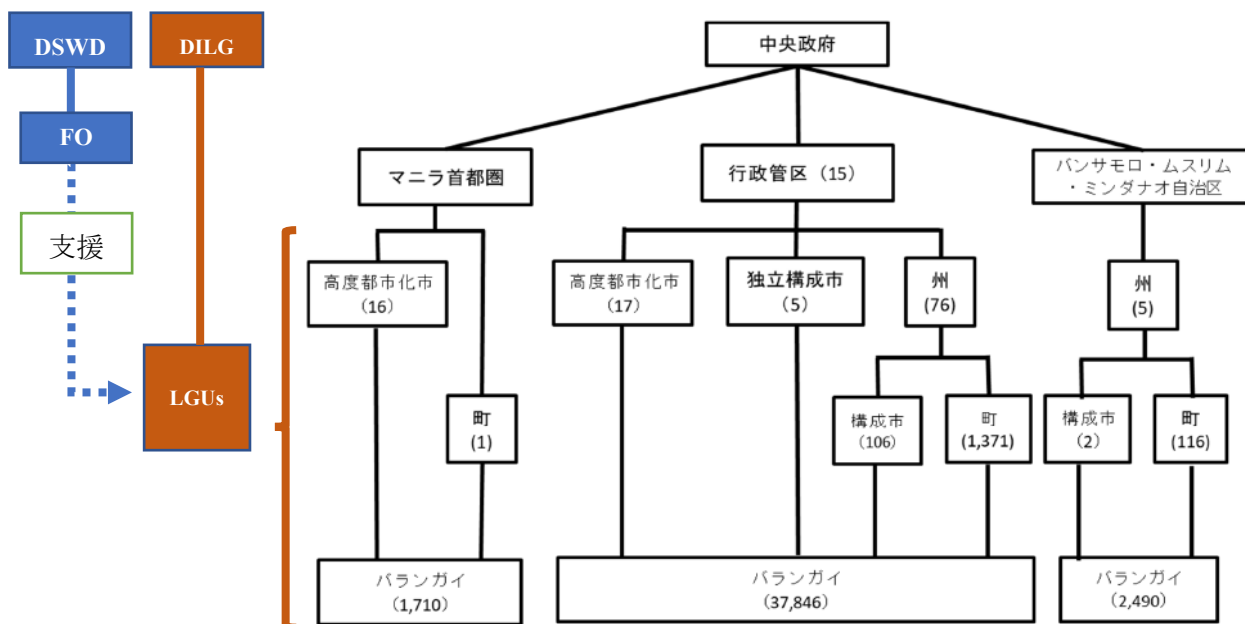 DSWD
DILG
FO
支援
LGUs
中央政府
マニラ首都圏
行政管区（15）
バンサモロ・ムスリム
・ミンダナオ自治区
高度都市化市
（16）
町
(1)
高度都市化市
（17）
独立構成市
（5）
州
(76)
構成市
（106）
町
(1,371)
州
(5)
構成市
（2）
町
(116)
バランガイ
（1,710）
バランガイ
（37,846）
バランガイ
（2,490）